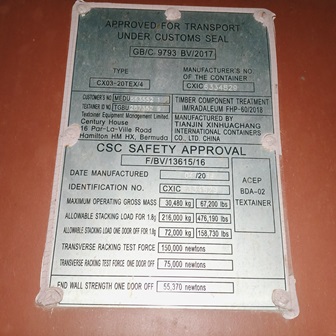 APPROVED FOR TRANSPORT
UNDER CUSTOMS SEAL
GB/C 9793 BV/2017
TYPE
MANUFACTURER'S NO.
OF THE CONTAINER
CX03-20TEX/4
CXIC
CUSTOMER'S NO
MEDU
TEXTAINER ID NO
TGBU
Textainer Equipment Management Limited
Century House
16 Par-La-Ville Road
Hamilton HM HX, Bermuda
TIMBER COMPONENT TREATMENT
IM/RADALEUM FHP-60/2018
MANUFACTURED BY
TIANJIN XINHUACHANG
INTERNATIONAL CONTAINERS
CO., LTD. CHINA
CSC SAFETY APPROVAL
F/BV/13615/16
DATE MANUFACTURED
/20
IDENTIFICATION NO.
CXIC
MAXIMUM OPERATING GROSS MASS
30,480 kg
67,200 lbs
ALLOWABLE STACKING LOAD FOR 1.8g
216,000 kg
476,190 lbs
ALLOWABLE STACKING LOAD ONE DOOR OFF FOR 1.8g
72,000 kg
158,730 lbs
TRANSVERSE RACKING TEST FORCE
150,000 newtons
TRANSVERSE RACKING TEST FORCE ONE DOOR OFF
75,000 newtons
END WALL STRENGTH ONE DOOR OFF
55,370 newtons
ACEP
BDA-02
TEXTAINER